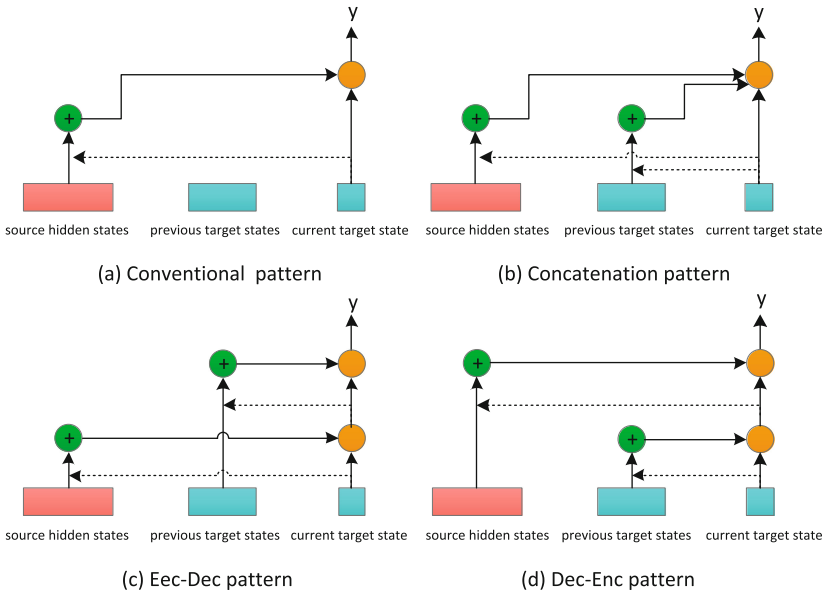 y
+
source hidden states previous target states current target state
(a) Conventional pattern
y
+ +
source hidden states previous target states current target state
(b) Concatenation pattern
y
+
+
source hidden states previous target states current target state
(c) Eec-Dec pattern
y
+
+
source hidden states previous target states current target state
(d) Dec-Enc pattern